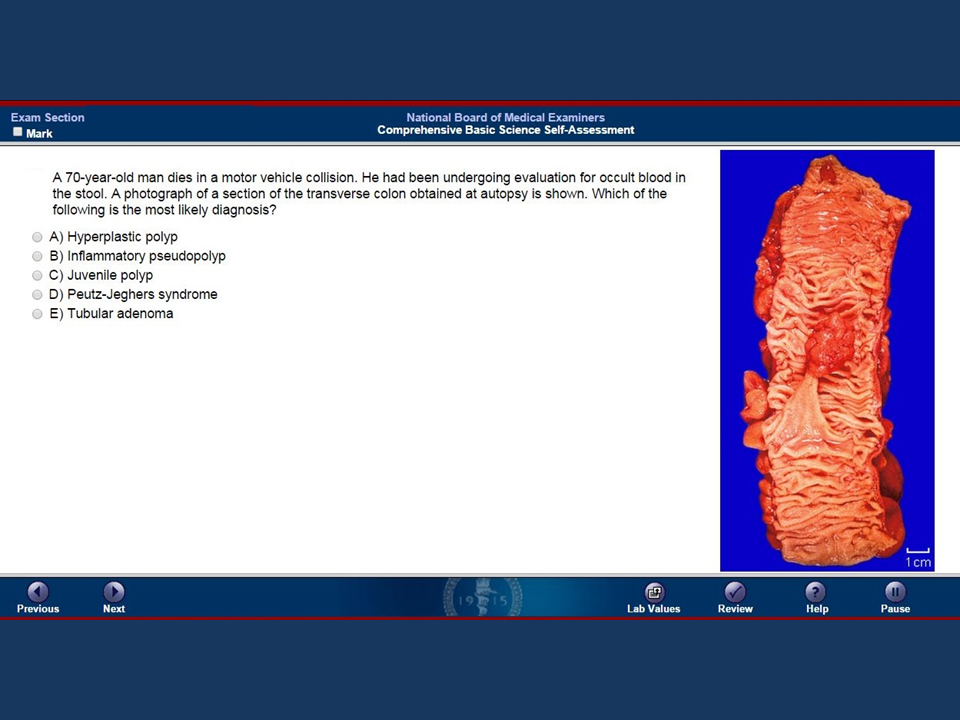 Exam Section
Mark
National Board of Medical Examiners
Comprehensive Basic Science Self-Assessment
A 70-year-old man dies in a motor vehicle collision. He had been undergoing evaluation for occult blood in
the stool. A photograph of a section of the transverse colon obtained at autopsy is shown. Which of the
following is the most likely diagnosis?
A) Hyperplastic polyp
B) Inflammatory pseudopolyp
C) Juvenile polyp
D) Peutz-Jeghers syndrome
E) Tubular adenoma
1cm
Previous
Next
1915
Lab Values
Review
Help
Pause